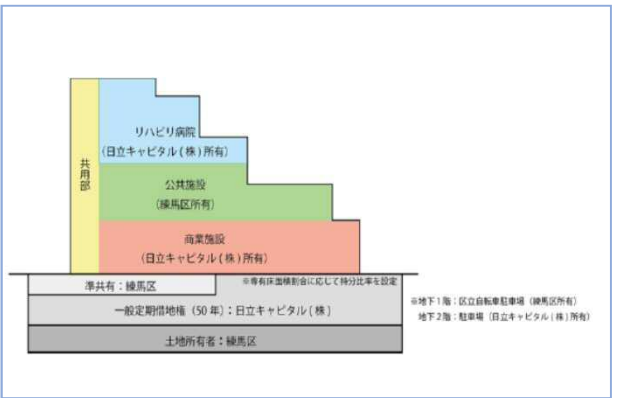 リハビリ病院
(日立キャピタル(株)所有)
共用部
公共施設
(練馬区所有)
商業施設
(日立キャピタル(株)所有)
準共有：練馬区
※専有床面積割合に応じて持分比率を設定
一般定期借地権（50年）：日立キャピタル(株)
土地所有者：練馬区
※地下1階：区立自転車駐車場（練馬区所有）
地下2階：駐車場（日立キャピタル(株)所有）